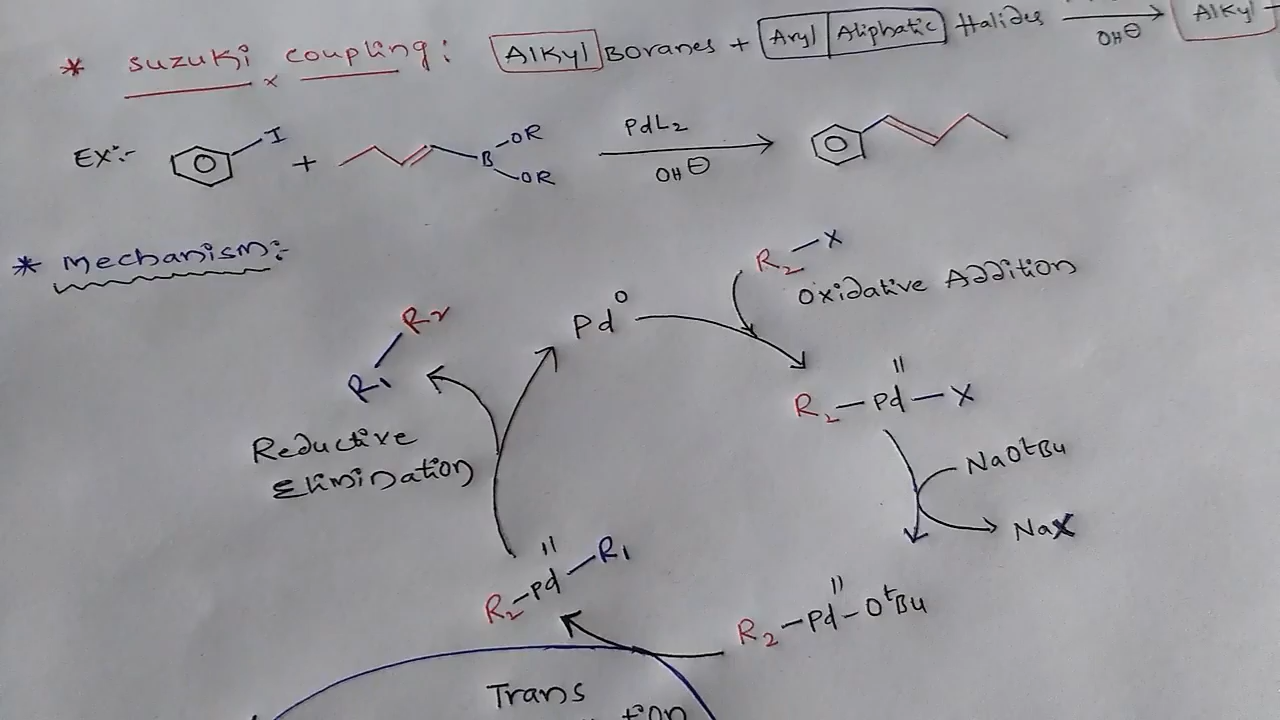 * Suzuki coupling: Alkyl Boranes + Aryl Aliphatic Halides OH⊖ Alkyl
EX:- I + B OR OR PdL2 OH⊖
* Mechanism:-
R2—X
Oxidative Addition
Pd⁰
R1 R2
R2—Pd—X
II
Reductive
Elimination
NaOtBu
NaX
II
R2—Pd—R1
II
R2—Pd—OtBu
Trans